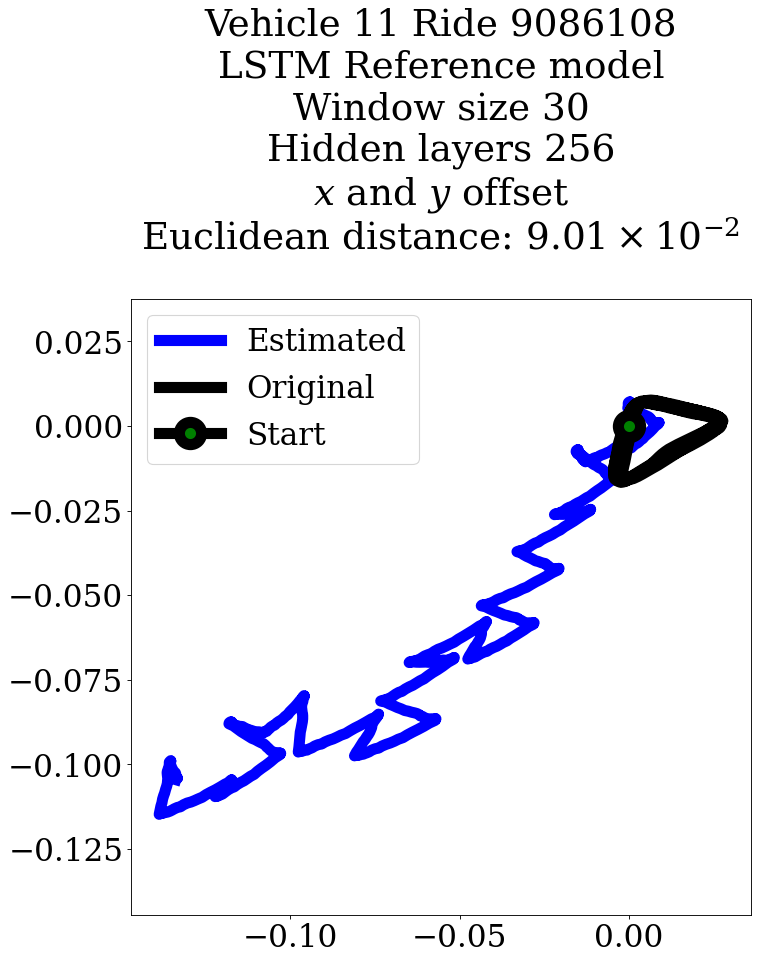 Vehicle 11 Ride 9086108
LSTM Reference model
Window size 30
Hidden layers 256
x and y offset
Euclidean distance: 9.01 × 10⁻²
Estimated
Original
Start
0.025
0.000
−0.025
−0.050
−0.075
−0.100
−0.125
−0.10 −0.05 0.00